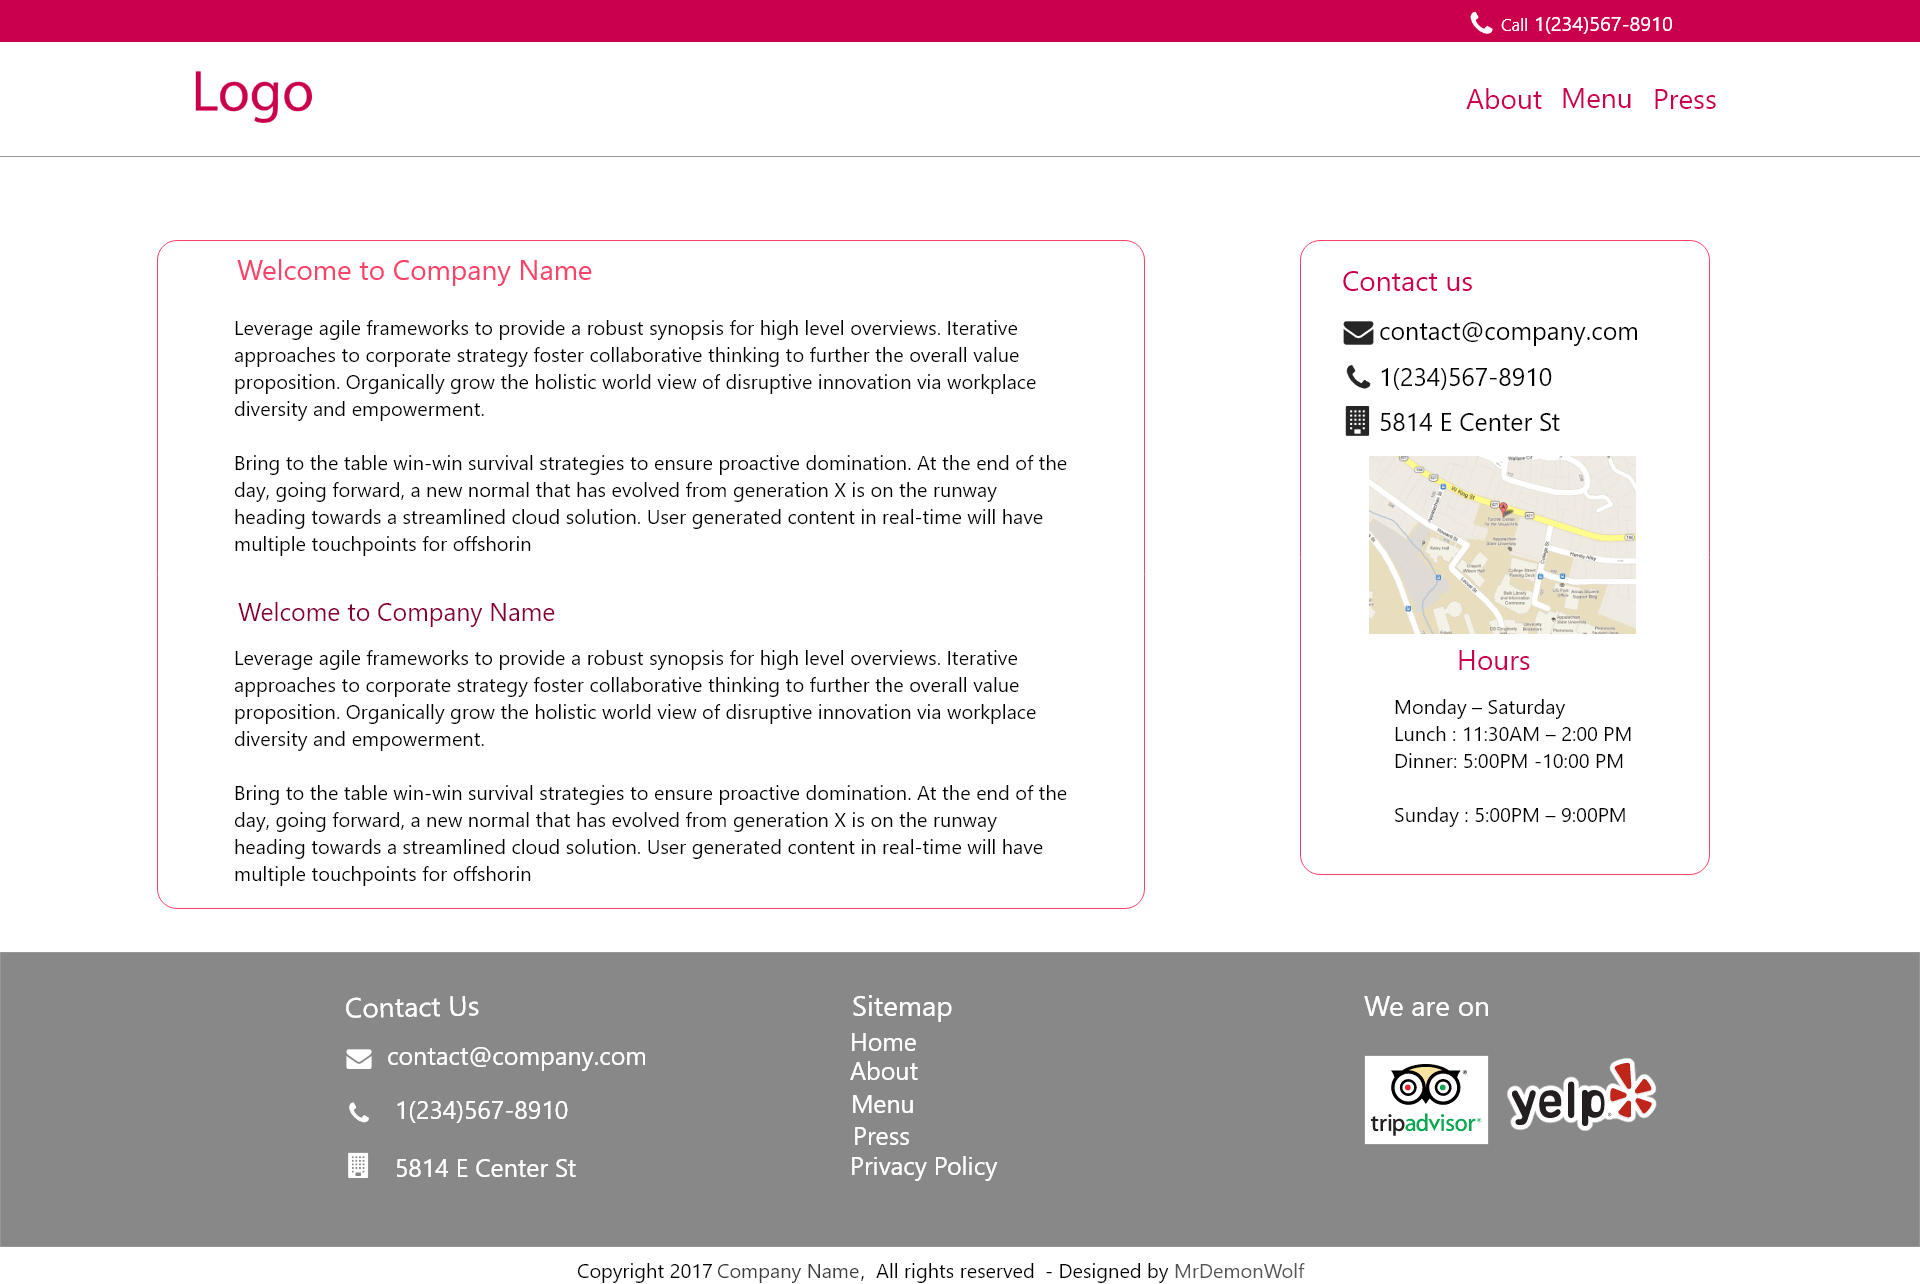 Call 1(234)567-8910
Logo
About Menu Press
Welcome to Company Name
Leverage agile frameworks to provide a robust synopsis for high level overviews. Iterative
approaches to corporate strategy foster collaborative thinking to further the overall value
proposition. Organically grow the holistic world view of disruptive innovation via workplace
diversity and empowerment.
Bring to the table win-win survival strategies to ensure proactive domination. At the end of the
day, going forward, a new normal that has evolved from generation X is on the runway
heading towards a streamlined cloud solution. User generated content in real-time will have
multiple touchpoints for offshorin
Welcome to Company Name
Leverage agile frameworks to provide a robust synopsis for high level overviews. Iterative
approaches to corporate strategy foster collaborative thinking to further the overall value
proposition. Organically grow the holistic world view of disruptive innovation via workplace
diversity and empowerment.
Bring to the table win-win survival strategies to ensure proactive domination. At the end of the
day, going forward, a new normal that has evolved from generation X is on the runway
heading towards a streamlined cloud solution. User generated content in real-time will have
multiple touchpoints for offshorin
Contact us
contact@company.com
1(234)567-8910
5814 E Center St
W King St
Howard St
College St
Hours
Monday – Saturday
Lunch : 11:30AM – 2:00 PM
Dinner: 5:00PM -10:00 PM
Sunday : 5:00PM – 9:00PM
Contact Us
contact@company.com
1(234)567-8910
5814 E Center St
Sitemap
Home
About
Menu
Press
Privacy Policy
We are on
tripadvisor®
yelp
Copyright 2017 Company Name, All rights reserved - Designed by MrDemonWolf